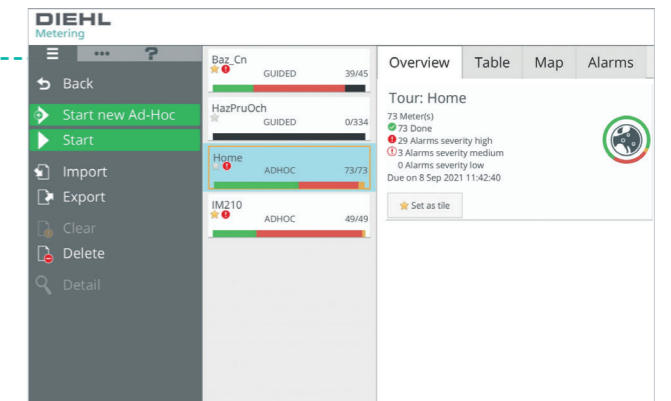 DIEHL
Metering
... ?
Back
Start new Ad-Hoc
Start
Import
Export
Clear
Delete
Detail
Baz_Cn
GUIDED 39/45
HazPruOch
GUIDED 0/334
Home
ADHOC 73/73
IM210
ADHOC 49/49
Overview Table Map Alarms
Tour: Home
73 Meter(s)
73 Done
29 Alarms severity high
3 Alarms severity medium
0 Alarms severity low
Due on 8 Sep 2021 11:42:40
Set as tile